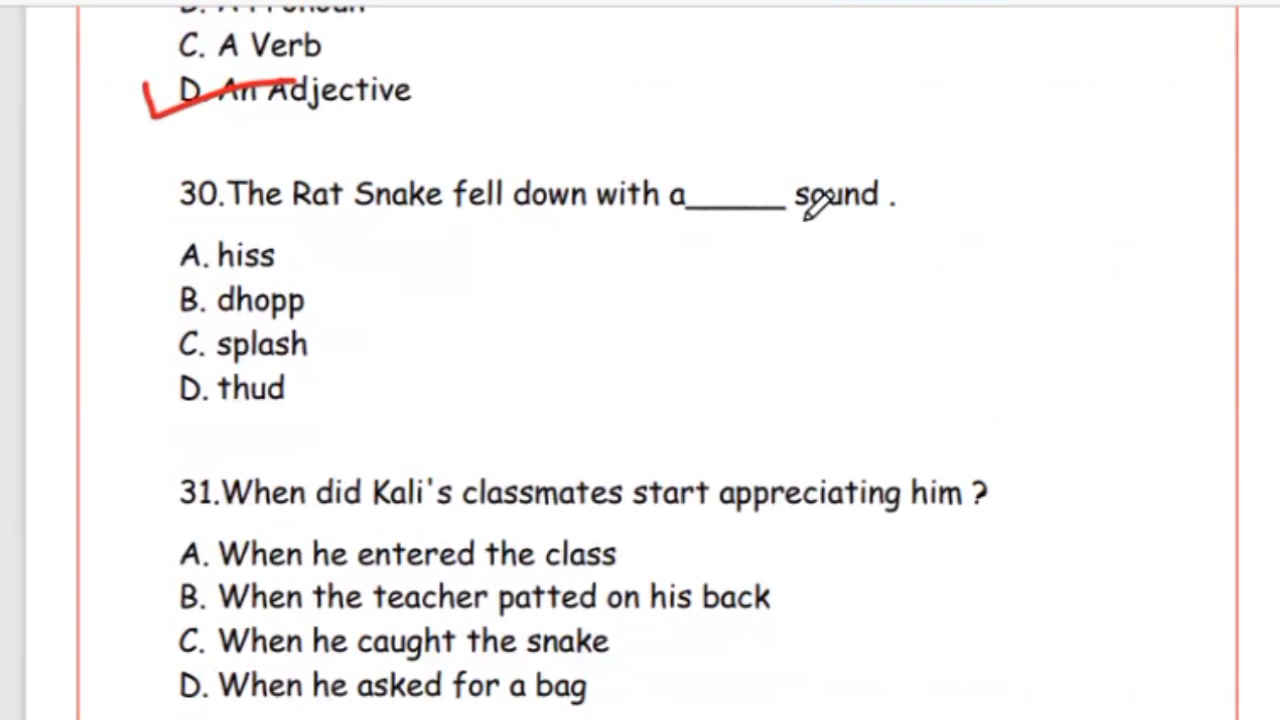 C. A Verb
D. An Adjective
30.The Rat Snake fell down with a______ sound .
A. hiss
B. dhopp
C. splash
D. thud
31.When did Kali's classmates start appreciating him ?
A. When he entered the class
B. When the teacher patted on his back
C. When he caught the snake
D. When he asked for a bag